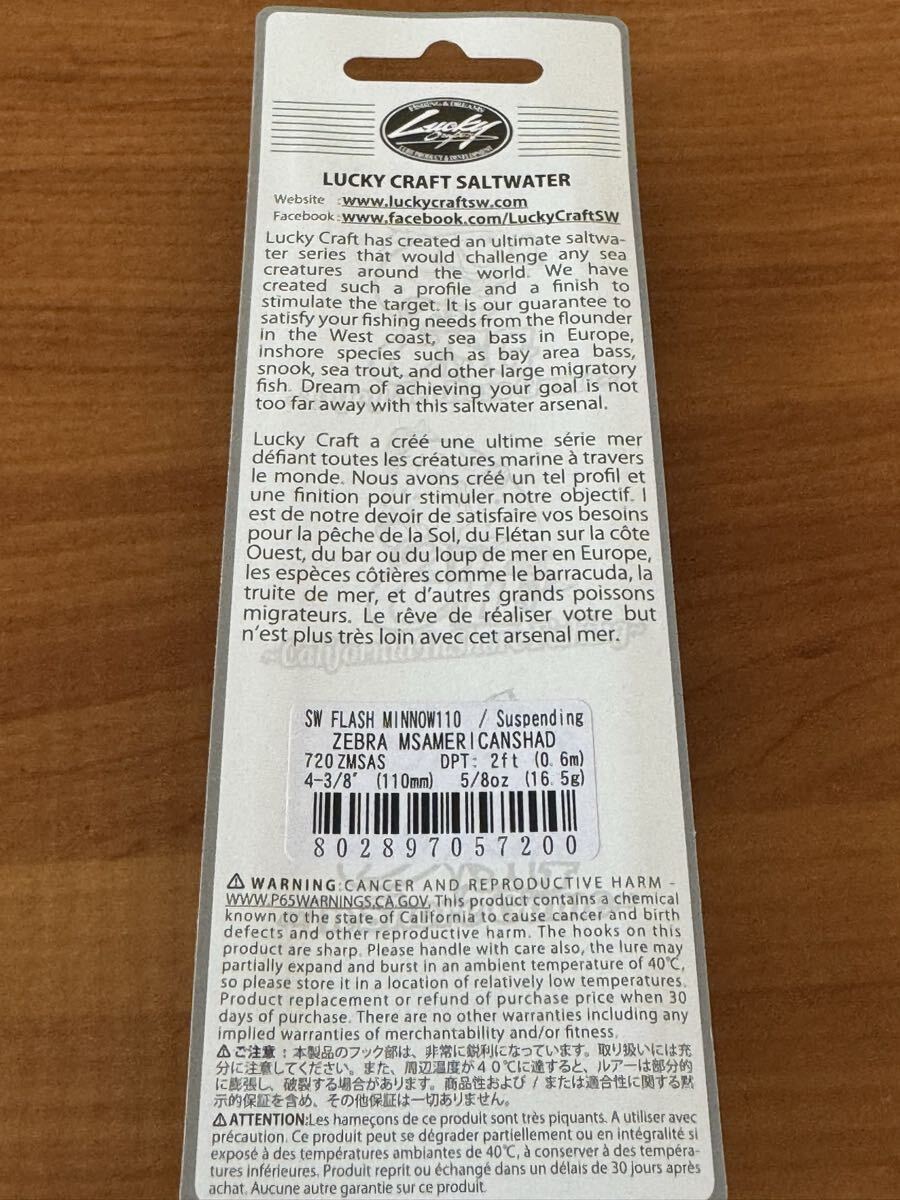 FISHING & DREAMS
Lucky
Craft
LURE PRODUCT & DEVELOPMENT
LUCKY CRAFT SALTWATER
Website :www.luckycraftsw.com
Facebook:www.facebook.com/LuckyCraftSW
Lucky Craft has created an ultimate saltwa-
ter series that would challenge any sea
creatures around the world. We have
created such a profile and a finish to
stimulate the target. It is our guarantee to
satisfy your fishing needs from the flounder
in the West coast, sea bass in Europe,
inshore species such as bay area bass,
snook, sea trout, and other large migratory
fish. Dream of achieving your goal is not
too far away with this saltwater arsenal.
Lucky Craft a créé une ultime série mer
défiant toutes les créatures marine à travers
le monde. Nous avons créé un tel profil et
une finition pour stimuler notre objectif. I
est de notre devoir de satisfaire vos besoins
pour la pêche de la Sol, du Flétan sur la côte
Ouest, du bar ou du loup de mer en Europe,
les espèces côtières comme le barracuda, la
truite de mer, et d'autres grands poissons
migrateurs. Le rêve de réaliser votre but
n'est plus très loin avec cet arsenal mer.
SW FLASH MINNOW110 / Suspending
ZEBRA MSAMERICANSHAD
720ZMSAS DPT: 2ft (0.6m)
4-3/8" (110mm) 5/8oz (16.5g)
802897057200
⚠ WARNING:CANCER AND REPRODUCTIVE HARM -
WWW.P65WARNINGS.CA.GOV. This product contains a chemical
known to the state of California to cause cancer and birth
defects and other reproductive harm. The hooks on this
product are sharp. Please handle with care also, the lure may
partially expand and burst in an ambient temperature of 40℃,
so please store it in a location of relatively low temperatures.
Product replacement or refund of purchase price when 30
days of purchase. There are no other warranties including any
implied warranties of merchantability and/or fitness.
⚠ご注意：本製品のフック部は、非常に鋭利になっています。取り扱いには充
分に注意してください。また、周辺温度が４０℃に達すると、ルアーは部分的
に膨張し、破裂する場合があります。商品性および / または適合性に関する黙
示的保証を含め、その他保証は一切ありません。
⚠ATTENTION:Les hameçons de ce produit sont très piquants. A utiliser avec
précaution. Ce produit peut se dégrader partiellement ou en intégralité si
exposé à des températures ambiantes de 40℃, à conserver à des tempéra-
tures inférieures. Produit reprit ou échangé dans un délais de 30 jours après
achat. Aucune autre garantie sur ce produit.